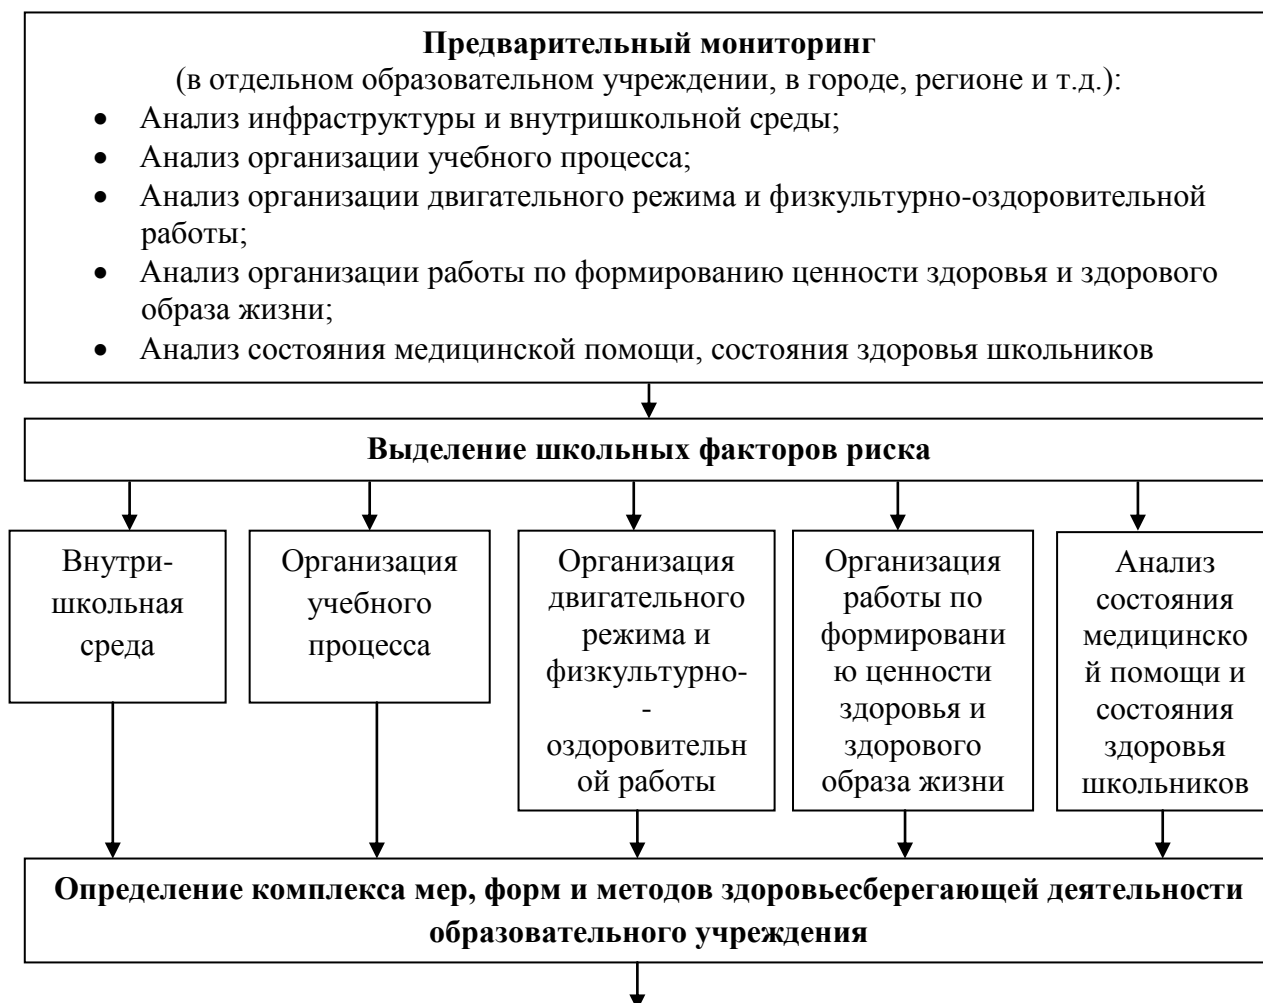 Предварительный мониторинг
(в отдельном образовательном учреждении, в городе, регионе и т.д.):
• Анализ инфраструктуры и внутришкольной среды;
• Анализ организации учебного процесса;
• Анализ организации двигательного режима и физкультурно-оздоровительной
работы;
• Анализ организации работы по формированию ценности здоровья и здорового
образа жизни;
• Анализ состояния медицинской помощи, состояния здоровья школьников
Выделение школьных факторов риска
Внутри-
школьная
среда
Организация
учебного
процесса
Организация
двигательного
режима и
физкультурно-
-
оздоровительн
ой работы
Организация
работы по
формировани
ю ценности
здоровья и
здорового
образа жизни
Анализ
состояния
медицинско
й помощи и
состояния
здоровья
школьников
Определение комплекса мер, форм и методов здоровьесберегающей деятельности
образовательного учреждения